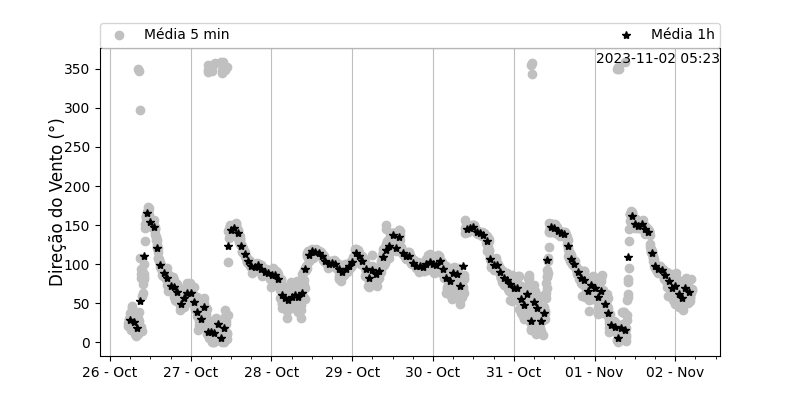 Média 5 min
Média 1h
2023-11-02 05:23
Direção do Vento (°)
350
300
250
200
150
100
50
0
26 - Oct
27 - Oct
28 - Oct
29 - Oct
30 - Oct
31 - Oct
01 - Nov
02 - Nov